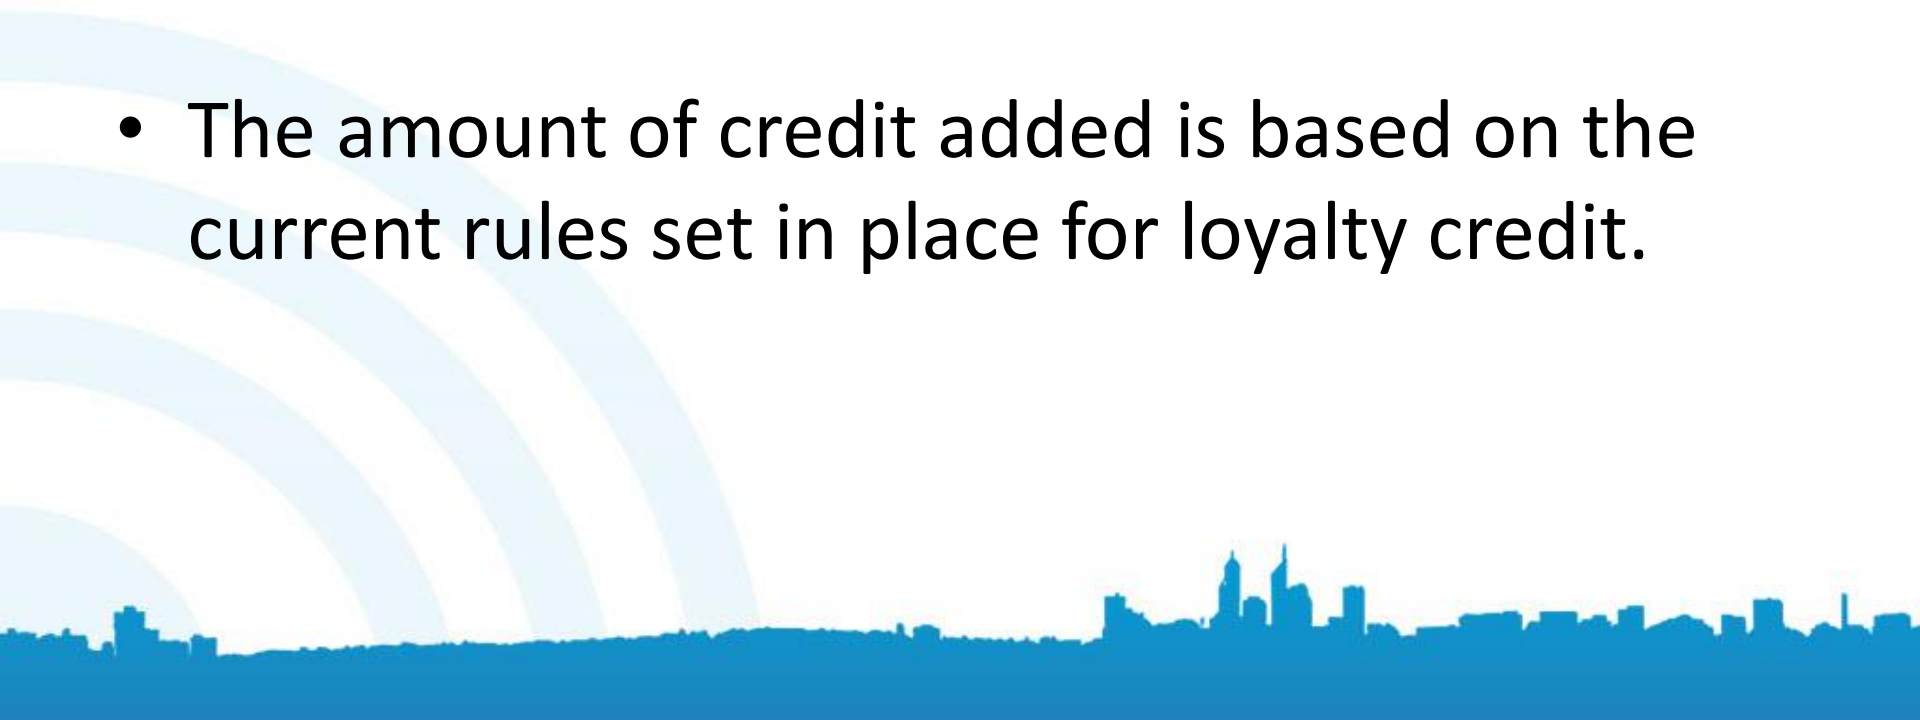 • The amount of credit added is based on the
current rules set in place for loyalty credit.